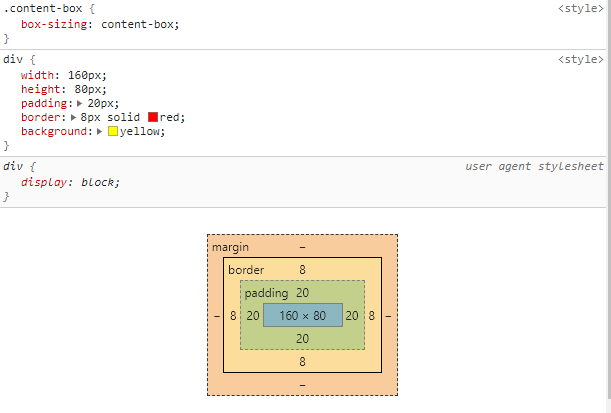 .content-box { <style>
box-sizing: content-box;
}
div { <style>
width: 160px;
height: 80px;
padding: 20px;
border: 8px solid red;
background: yellow;
}
div { user agent stylesheet
display: block;
}
margin –
border 8
padding 20
– 8 20 160 × 80 20 8 –
20
8
–